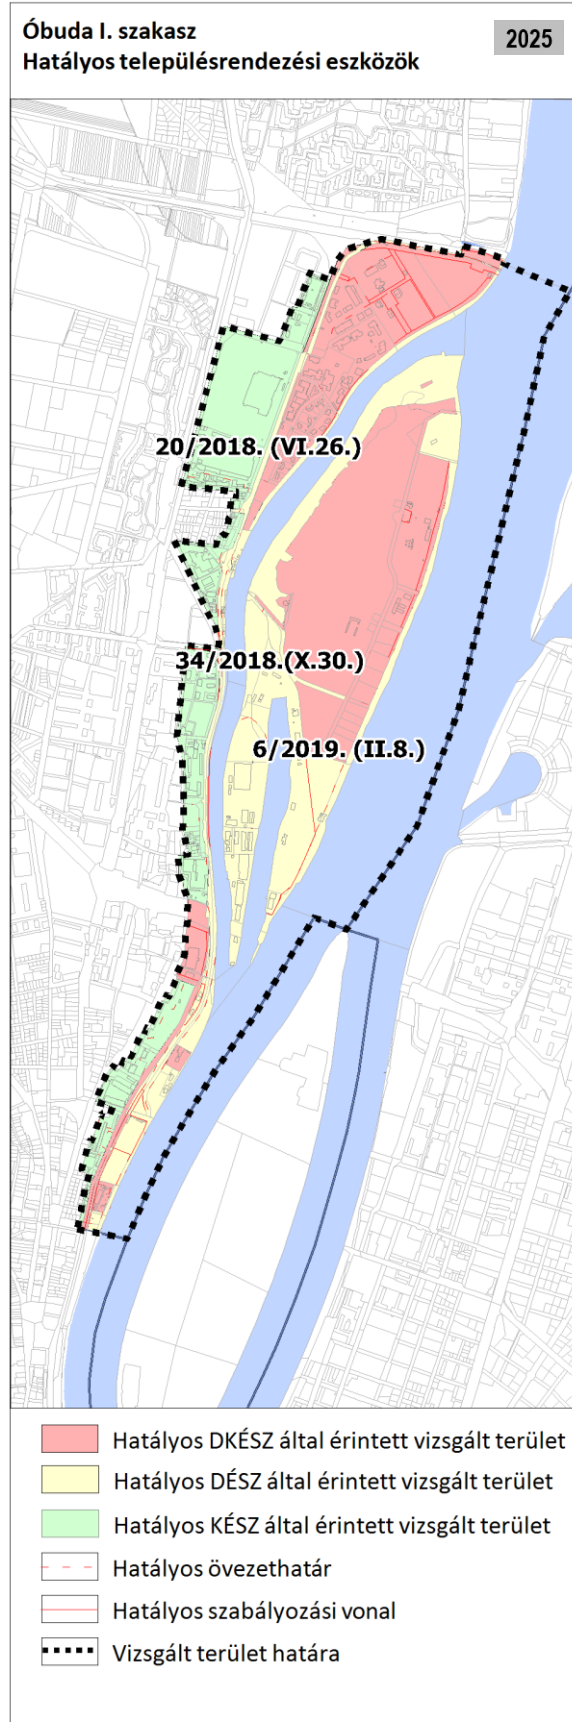 Óbuda I. szakasz
Hatályos településrendezési eszközök
2025
20/2018. (VI.26.)
34/2018.(X.30.)
6/2019. (II.8.)
Hatályos DKÉSZ által érintett vizsgált terület
Hatályos DÉSZ által érintett vizsgált terület
Hatályos KÉSZ által érintett vizsgált terület
Hatályos övezethatár
Hatályos szabályozási vonal
Vizsgált terület határa